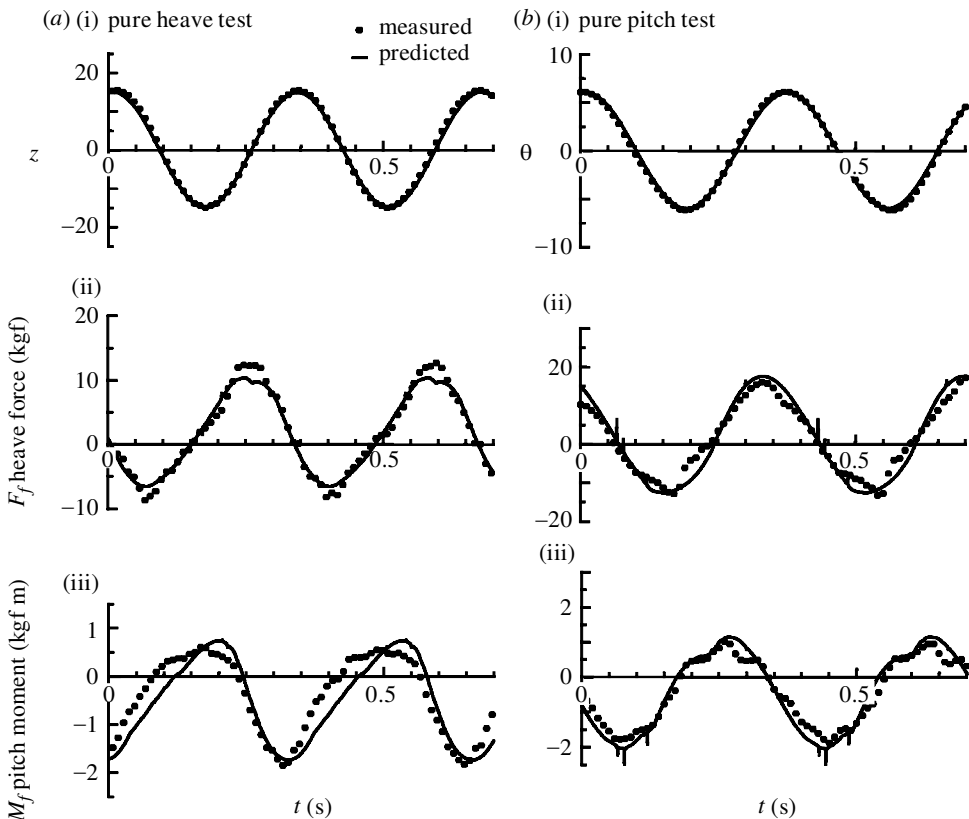 (a) (i) pure heave test
measured
predicted
20
0
−20
z
0
0.5
(ii)
20
10
0
−10
F_f heave force (kgf)
0
0.5
(iii)
1
0
−1
−2
M_f pitch moment (kgf m)
0
0.5
t (s)
(b) (i) pure pitch test
10
0
−10
θ
0
0.5
(ii)
20
0
−20
0
0.5
(iii)
2
0
−2
0
0.5
t (s)